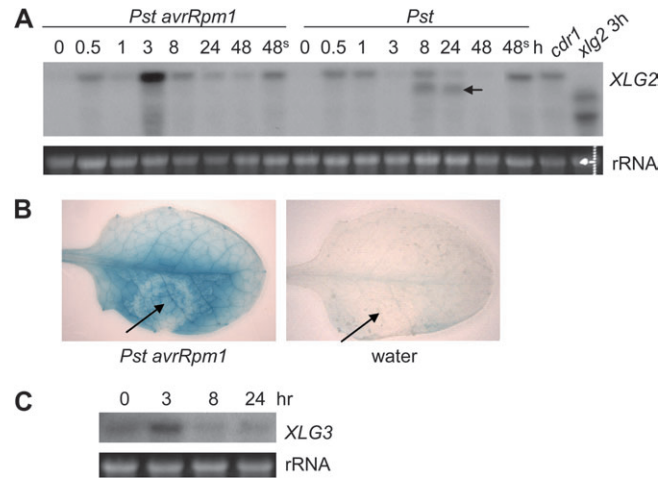 A
Pst avrRpm1
Pst
0 0.5 1 3 8 24 48 48s 0 0.5 1 3 8 24 48 48s h cdr1 xlg2 3h
XLG2
rRNA
B
Pst avrRpm1
water
C
0 3 8 24 hr
XLG3
rRNA